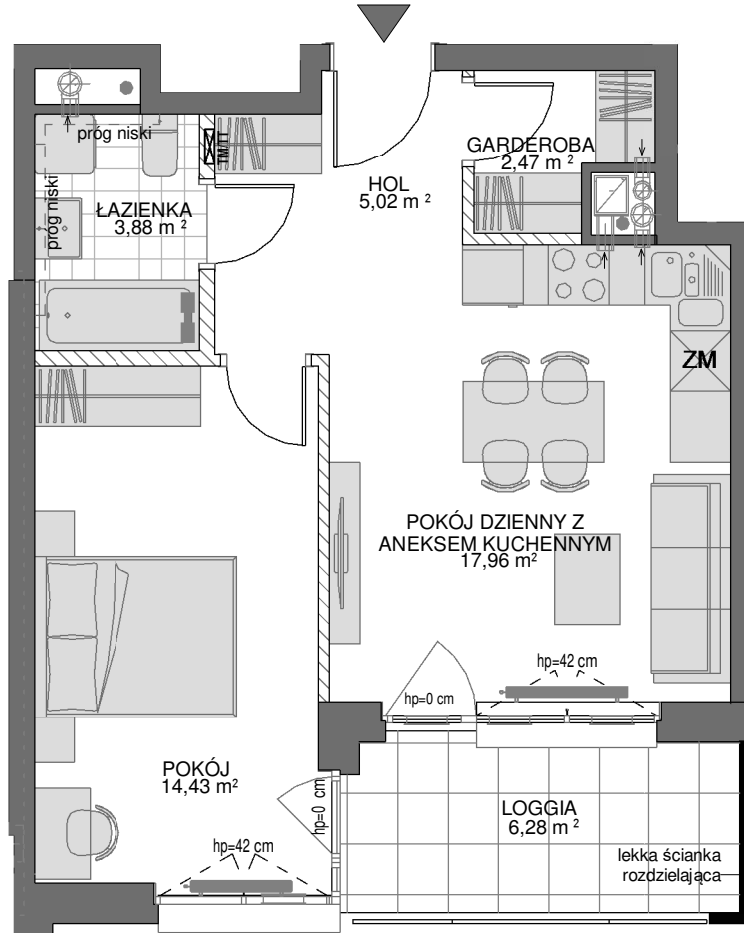 próg niski
TM/TT
GARDEROBA
2,47 m²
HOL
5,02 m²
próg niski
ŁAZIENKA
3,88 m²
ZM
POKÓJ DZIENNY Z
ANEKSEM KUCHENNYM
17,96 m²
hp=42 cm
hp=0 cm
POKÓJ
14,43 m²
hp=0 cm
LOGGIA
6,28 m²
hp=42 cm
lekka ścianka
rozdzielająca